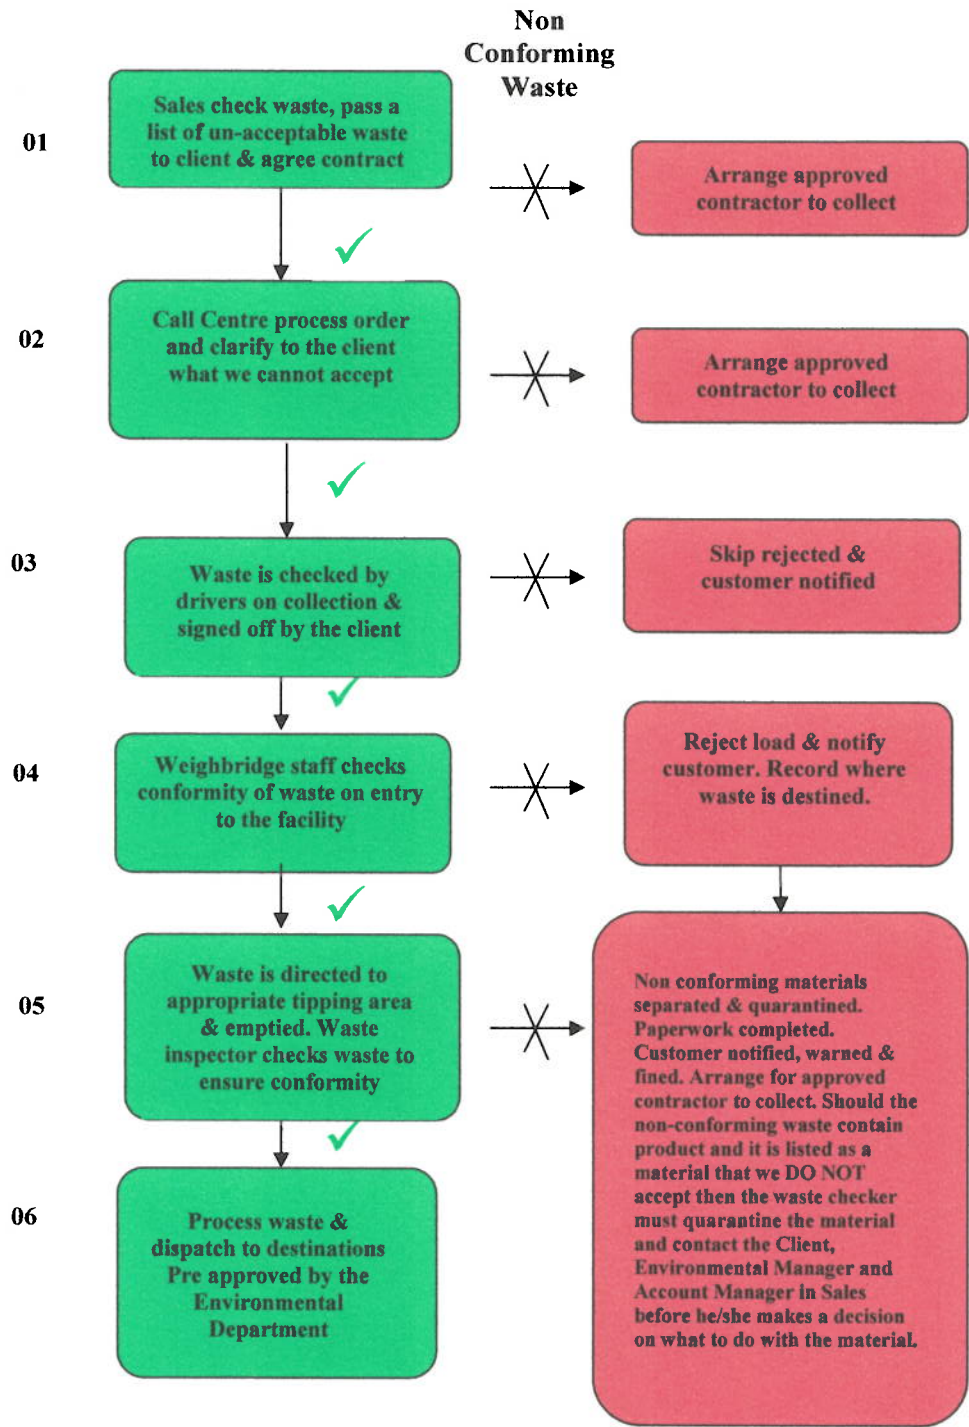 Non
Conforming
Waste
01
Sales check waste, pass a
list of un-acceptable waste
to client & agree contract
Arrange approved
contractor to collect
02
Call Centre process order
and clarify to the client
what we cannot accept
Arrange approved
contractor to collect
03
Waste is checked by
drivers on collection &
signed off by the client
Skip rejected &
customer notified
04
Weighbridge staff checks
conformity of waste on entry
to the facility
Reject load & notify
customer. Record where
waste is destined.
05
Waste is directed to
appropriate tipping area
& emptied. Waste
inspector checks waste to
ensure conformity
Non conforming materials
separated & quarantined.
Paperwork completed.
Customer notified, warned &
fined. Arrange for approved
contractor to collect. Should the
non-conforming waste contain
product and it is listed as a
material that we DO NOT
accept then the waste checker
must quarantine the material
and contact the Client,
Environmental Manager and
Account Manager in Sales
before he/she makes a decision
on what to do with the material.
06
Process waste &
dispatch to destinations
Pre approved by the
Environmental
Department